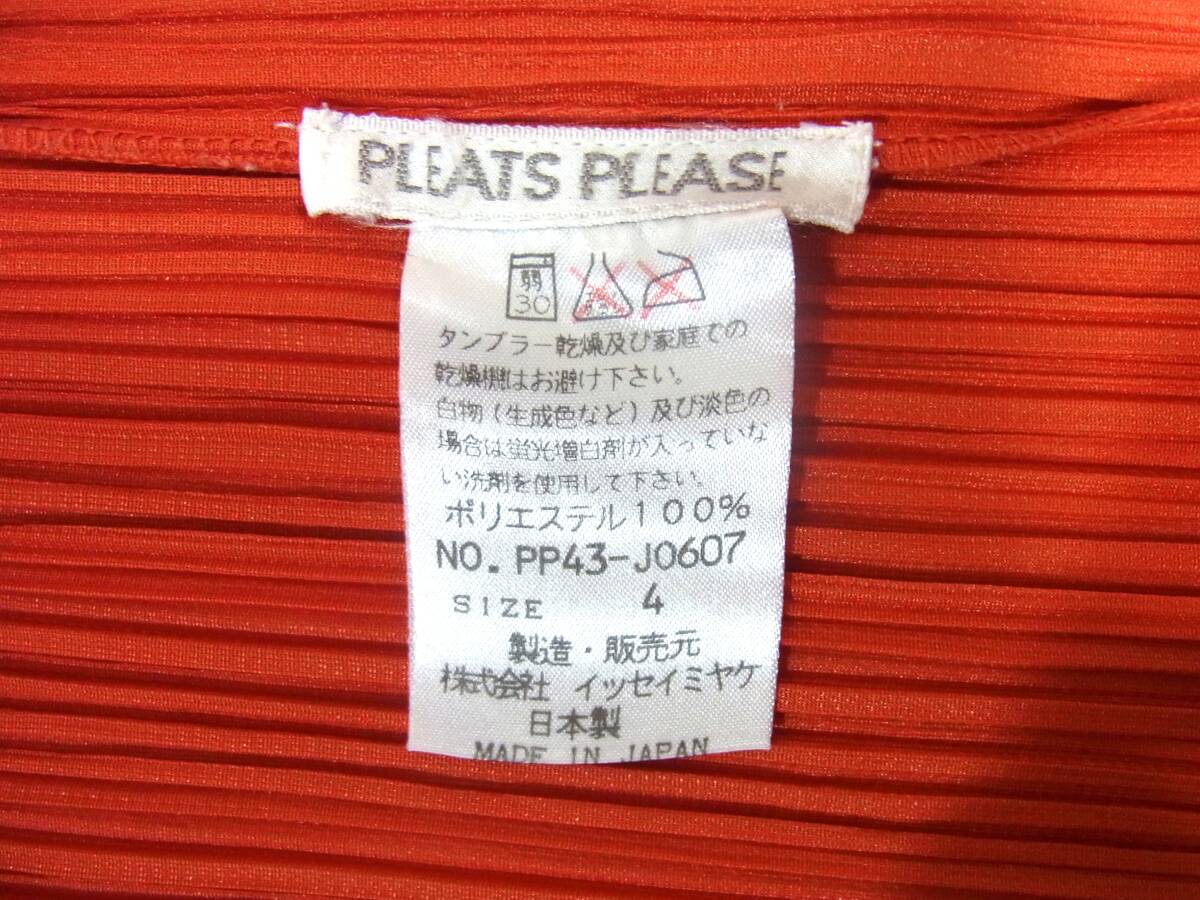 PLEATS PLEASE
弱
30
タンブラー乾燥及び家庭での
乾燥機はお避け下さい。
白物(生成色など)及び淡色の
場合は蛍光増白剤が入っていな
い洗剤を使用して下さい。
ポリエステル100%
NO. PP43-J0607
SIZE 4
製造・販売元
株式会社 イッセイミヤケ
日本製
MADE IN JAPAN